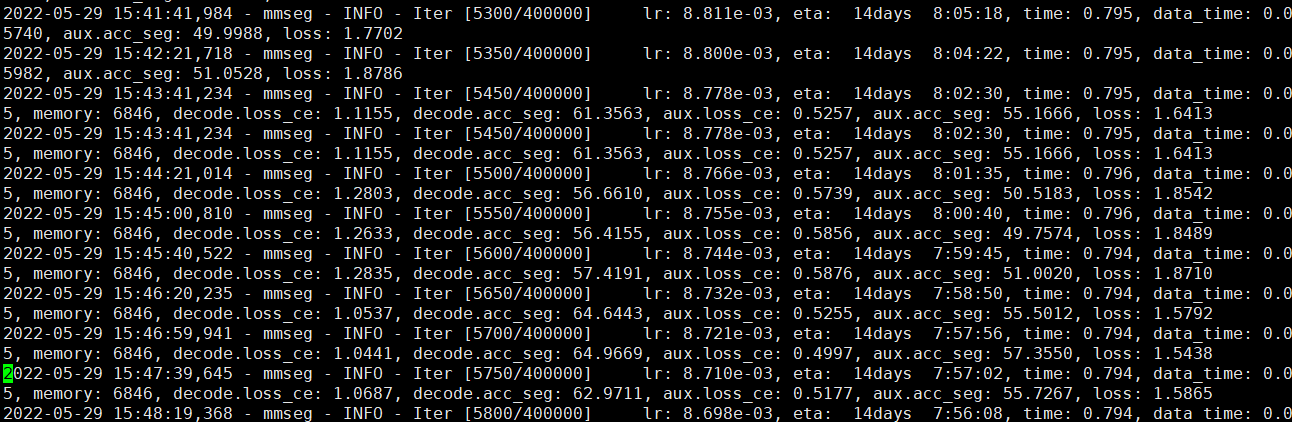 2022-05-29 15:41:41,984 - mmseg - INFO - Iter [5300/400000]     lr: 8.811e-03, eta:  14days  8:05:18, time: 0.795, data_time: 0.0
5740, aux.acc_seg: 49.9988, loss: 1.7702
2022-05-29 15:42:21,718 - mmseg - INFO - Iter [5350/400000]     lr: 8.800e-03, eta:  14days  8:04:22, time: 0.795, data_time: 0.0
5982, aux.acc_seg: 51.0528, loss: 1.8786
2022-05-29 15:43:41,234 - mmseg - INFO - Iter [5450/400000]     lr: 8.778e-03, eta:  14days  8:02:30, time: 0.795, data_time: 0.0
5, memory: 6846, decode.loss_ce: 1.1155, decode.acc_seg: 61.3563, aux.loss_ce: 0.5257, aux.acc_seg: 55.1666, loss: 1.6413
2022-05-29 15:43:41,234 - mmseg - INFO - Iter [5450/400000]     lr: 8.778e-03, eta:  14days  8:02:30, time: 0.795, data_time: 0.0
5, memory: 6846, decode.loss_ce: 1.1155, decode.acc_seg: 61.3563, aux.loss_ce: 0.5257, aux.acc_seg: 55.1666, loss: 1.6413
2022-05-29 15:44:21,014 - mmseg - INFO - Iter [5500/400000]     lr: 8.766e-03, eta:  14days  8:01:35, time: 0.796, data_time: 0.0
5, memory: 6846, decode.loss_ce: 1.2803, decode.acc_seg: 56.6610, aux.loss_ce: 0.5739, aux.acc_seg: 50.5183, loss: 1.8542
2022-05-29 15:45:00,810 - mmseg - INFO - Iter [5550/400000]     lr: 8.755e-03, eta:  14days  8:00:40, time: 0.796, data_time: 0.0
5, memory: 6846, decode.loss_ce: 1.2633, decode.acc_seg: 56.4155, aux.loss_ce: 0.5856, aux.acc_seg: 49.7574, loss: 1.8489
2022-05-29 15:45:40,522 - mmseg - INFO - Iter [5600/400000]     lr: 8.744e-03, eta:  14days  7:59:45, time: 0.794, data_time: 0.0
5, memory: 6846, decode.loss_ce: 1.2835, decode.acc_seg: 57.4191, aux.loss_ce: 0.5876, aux.acc_seg: 51.0020, loss: 1.8710
2022-05-29 15:46:20,235 - mmseg - INFO - Iter [5650/400000]     lr: 8.732e-03, eta:  14days  7:58:50, time: 0.794, data_time: 0.0
5, memory: 6846, decode.loss_ce: 1.0537, decode.acc_seg: 64.6443, aux.loss_ce: 0.5255, aux.acc_seg: 55.5012, loss: 1.5792
2022-05-29 15:46:59,941 - mmseg - INFO - Iter [5700/400000]     lr: 8.721e-03, eta:  14days  7:57:56, time: 0.794, data_time: 0.0
5, memory: 6846, decode.loss_ce: 1.0441, decode.acc_seg: 64.9669, aux.loss_ce: 0.4997, aux.acc_seg: 57.3550, loss: 1.5438
2022-05-29 15:47:39,645 - mmseg - INFO - Iter [5750/400000]     lr: 8.710e-03, eta:  14days  7:57:02, time: 0.794, data_time: 0.0
5, memory: 6846, decode.loss_ce: 1.0687, decode.acc_seg: 62.9711, aux.loss_ce: 0.5177, aux.acc_seg: 55.7267, loss: 1.5865
2022-05-29 15:48:19,368 - mmseg - INFO - Iter [5800/400000]     lr: 8.698e-03, eta:  14days  7:56:08, time: 0.794, data_time: 0.0